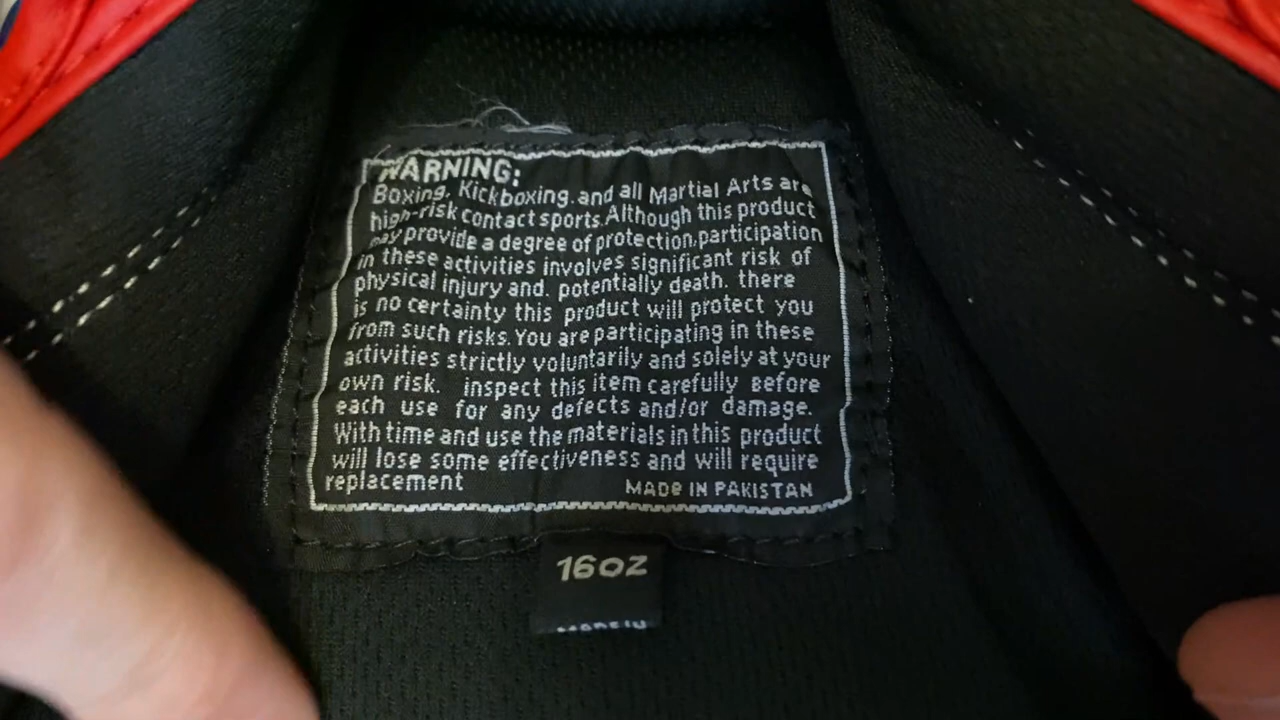 WARNING:
Boxing, Kickboxing.and all Martial Arts are
high-risk contact sports.Although this product
may provide a degree of protection,participation
in these activities involves significant risk of
physical injury and. potentially death. there
is no certainty this product will protect you
from such risks.You are participating in these
activities strictly voluntarily and solely at your
own risk. inspect this item carefully Before
each use for any defects and/or damage.
With time and use the materials in this product
will lose some effectiveness and will require
replacement MADE IN PAKISTAN
16OZ